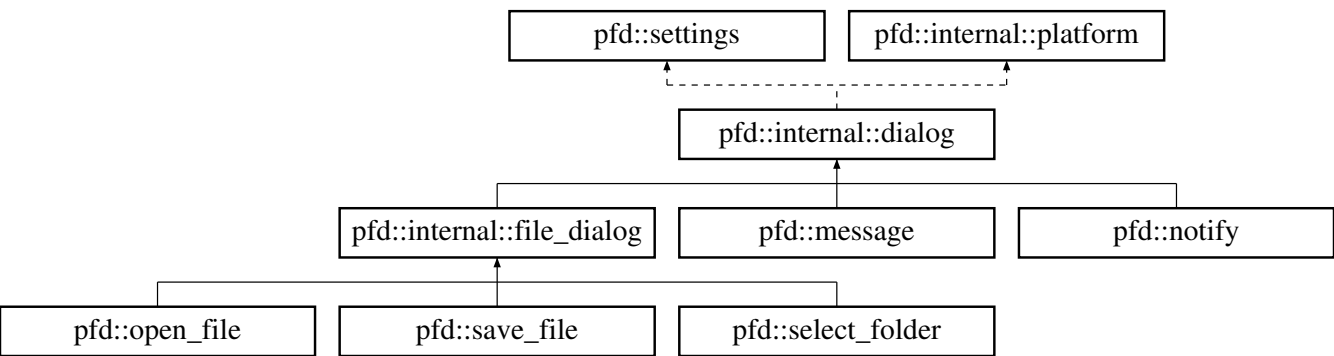 pfd::settings
pfd::internal::platform
pfd::internal::dialog
pfd::internal::file_dialog
pfd::message
pfd::notify
pfd::open_file
pfd::save_file
pfd::select_folder